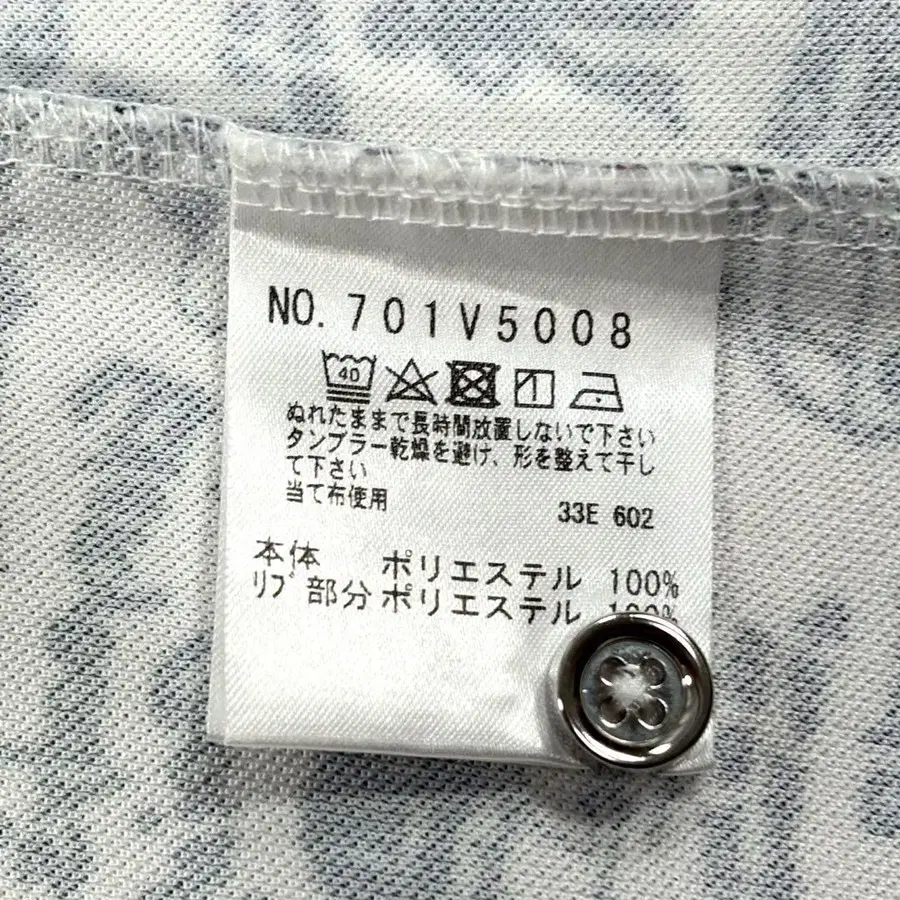 NO.701V5008
40
ぬれたままで長時間放置しないで下さい
タンブラー乾燥を避け、形を整えて干し
て下さい
当て布使用 33E 602
本体 ポリエステル 100%
リブ部分 ポリエステル 100%